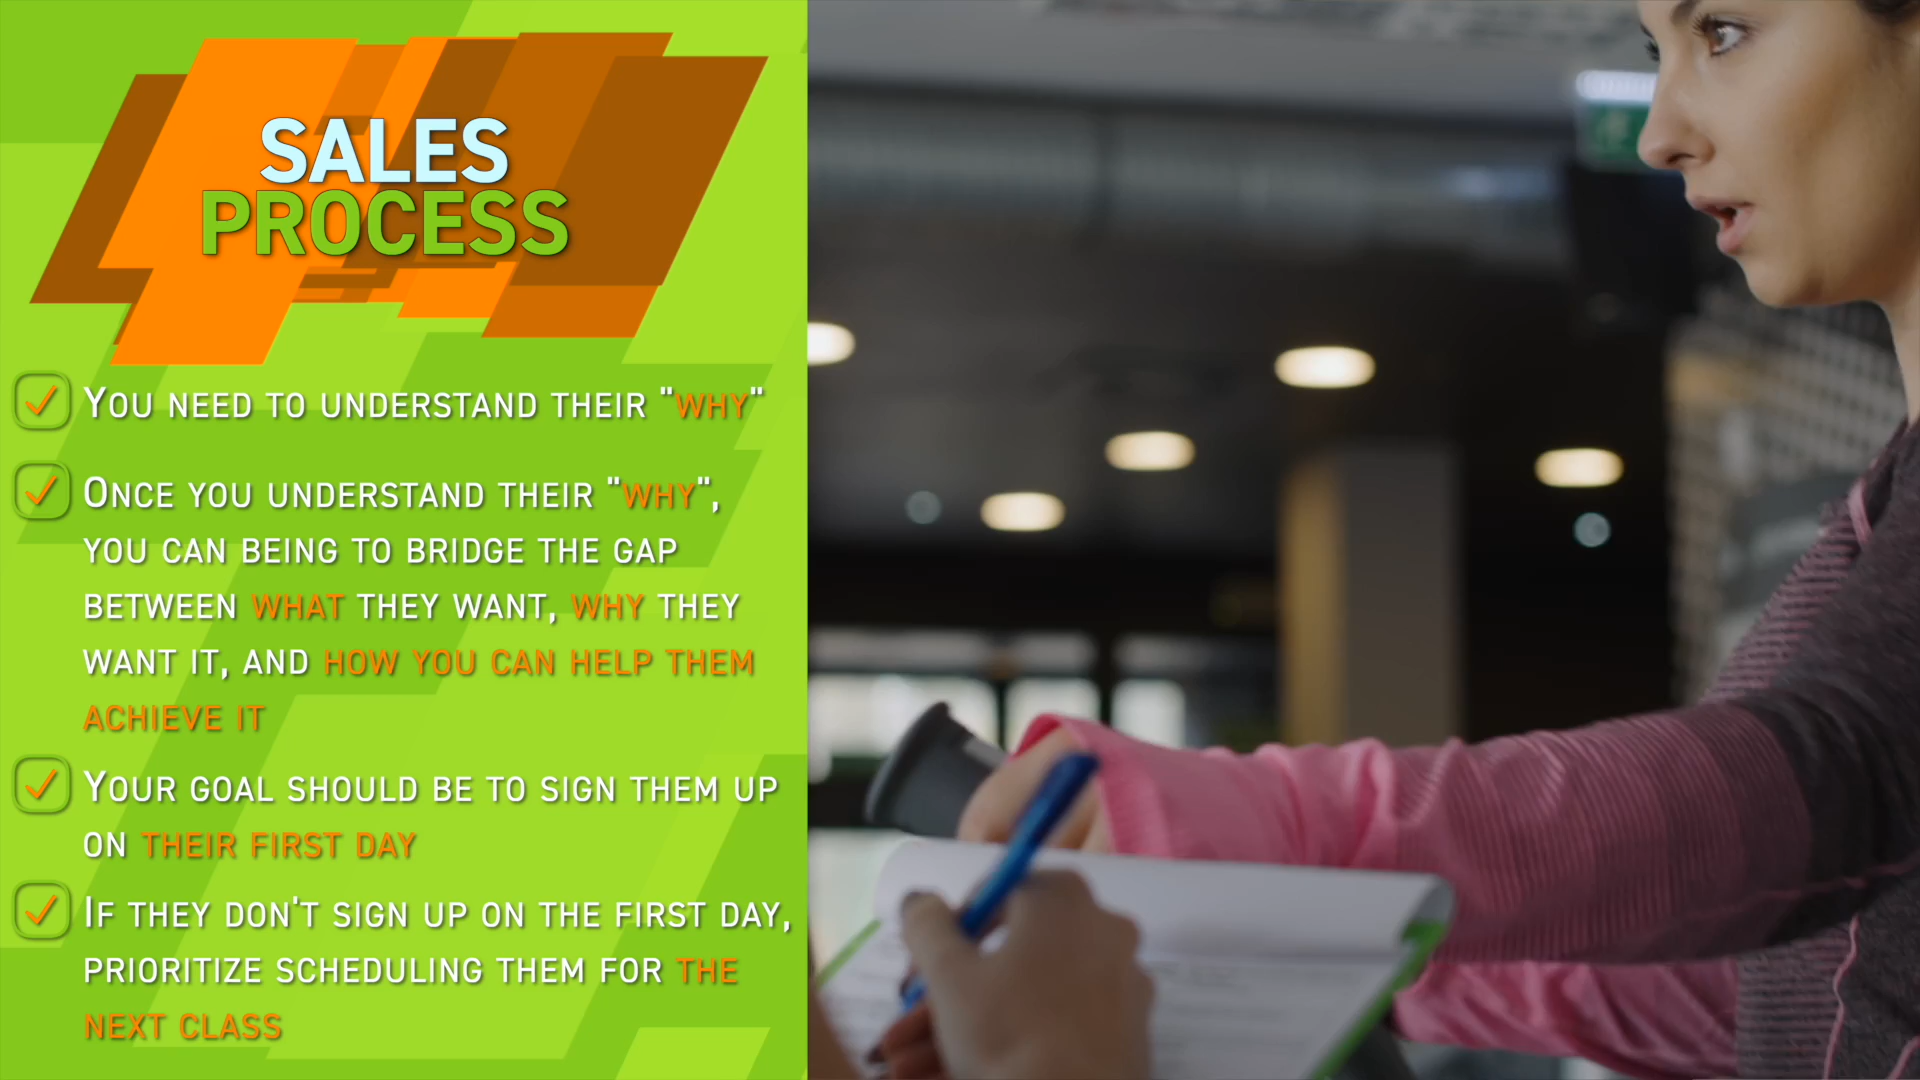 SALES
PROCESS
YOU NEED TO UNDERSTAND THEIR "WHY"
ONCE YOU UNDERSTAND THEIR "WHY",
YOU CAN BEING TO BRIDGE THE GAP
BETWEEN WHAT THEY WANT, WHY THEY
WANT IT, AND HOW YOU CAN HELP THEM
ACHIEVE IT
YOUR GOAL SHOULD BE TO SIGN THEM UP
ON THEIR FIRST DAY
IF THEY DON'T SIGN UP ON THE FIRST DAY,
PRIORITIZE SCHEDULING THEM FOR THE
NEXT CLASS